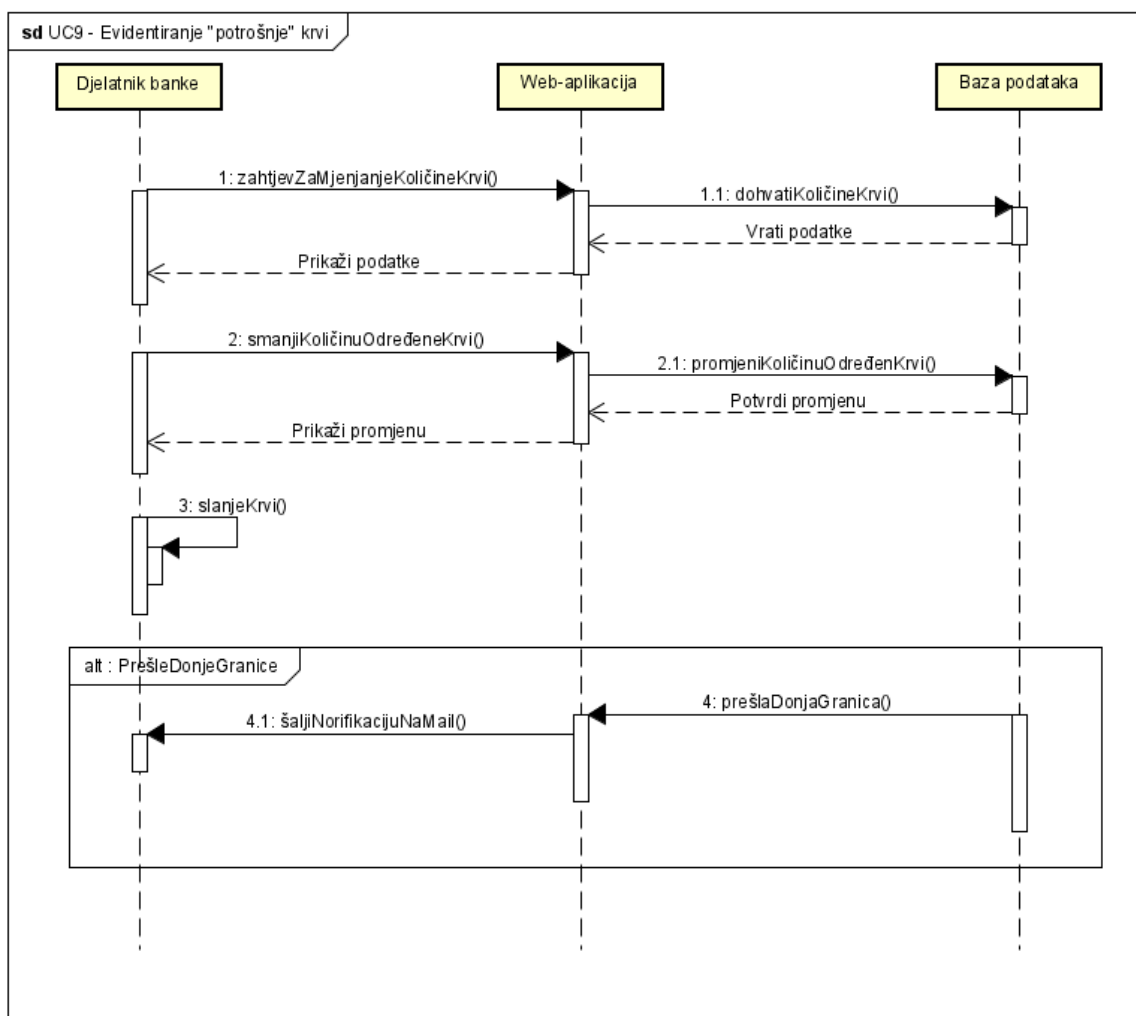 sd UC9 - Evidentiranje "potrošnje" krvi
Djelatnik banke
Web-aplikacija
Baza podataka
1: zahtjevZaMjenjanjeKoličineKrvi()
1.1: dohvatiKoličineKrvi()
Vrati podatke
Prikaži podatke
2: smanjiKoličinuOdređeneKrvi()
2.1: promjeniKoličinuOdređenKrvi()
Potvrdi promjenu
Prikaži promjenu
3: slanjeKrvi()
alt : PrešleDonjeGranice
4: prešlaDonjaGranica()
4.1: šaljiNorifikacijuNaMail()